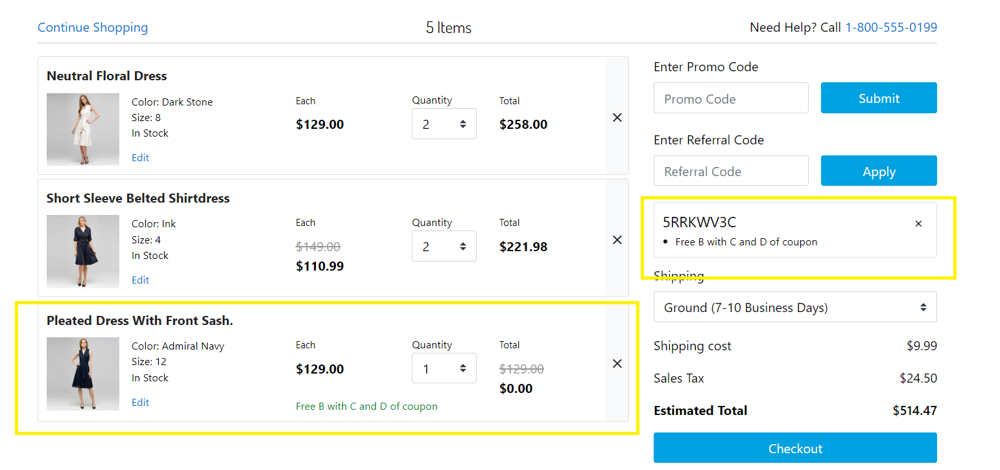 Continue Shopping
5 Items
Need Help? Call 1-800-555-0199
Neutral Floral Dress
Color: Dark Stone
Size: 8
In Stock
Edit
Each
$129.00
Quantity
2
Total
$258.00
Short Sleeve Belted Shirtdress
Color: Ink
Size: 4
In Stock
Edit
Each
$149.00
$110.99
Quantity
2
Total
$221.98
Pleated Dress With Front Sash.
Color: Admiral Navy
Size: 12
In Stock
Edit
Each
$129.00
Quantity
1
Total
$129.00
$0.00
Free B with C and D of coupon
Enter Promo Code
Promo Code
Submit
Enter Referral Code
Referral Code
Apply
5RRKWV3C
Free B with C and D of coupon
Shipping
Ground (7-10 Business Days)
Shipping cost $9.99
Sales Tax $24.50
Estimated Total $514.47
Checkout